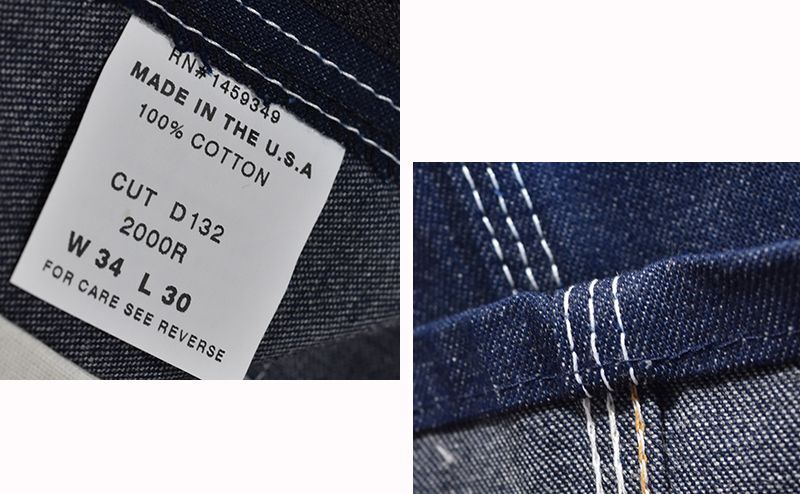 RN# 1459349
MADE IN THE U.S.A
100% COTTON
CUT D132
2000R
W 34 L 30
FOR CARE SEE REVERSE